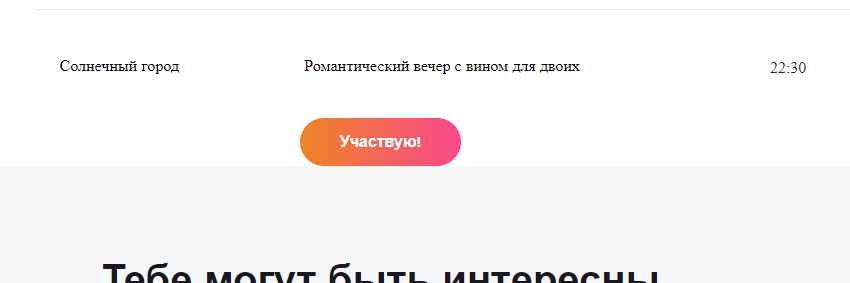 Солнечный город Романтический вечер с вином для двоих 22:30
Участвую!
Тебе могут быть интересны